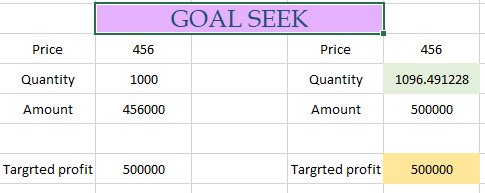 GOAL SEEK
Price 456 Price 456
Quantity 1000 Quantity 1096.491228
Amount 456000 Amount 500000
Targrted profit 500000 Targrted profit 500000